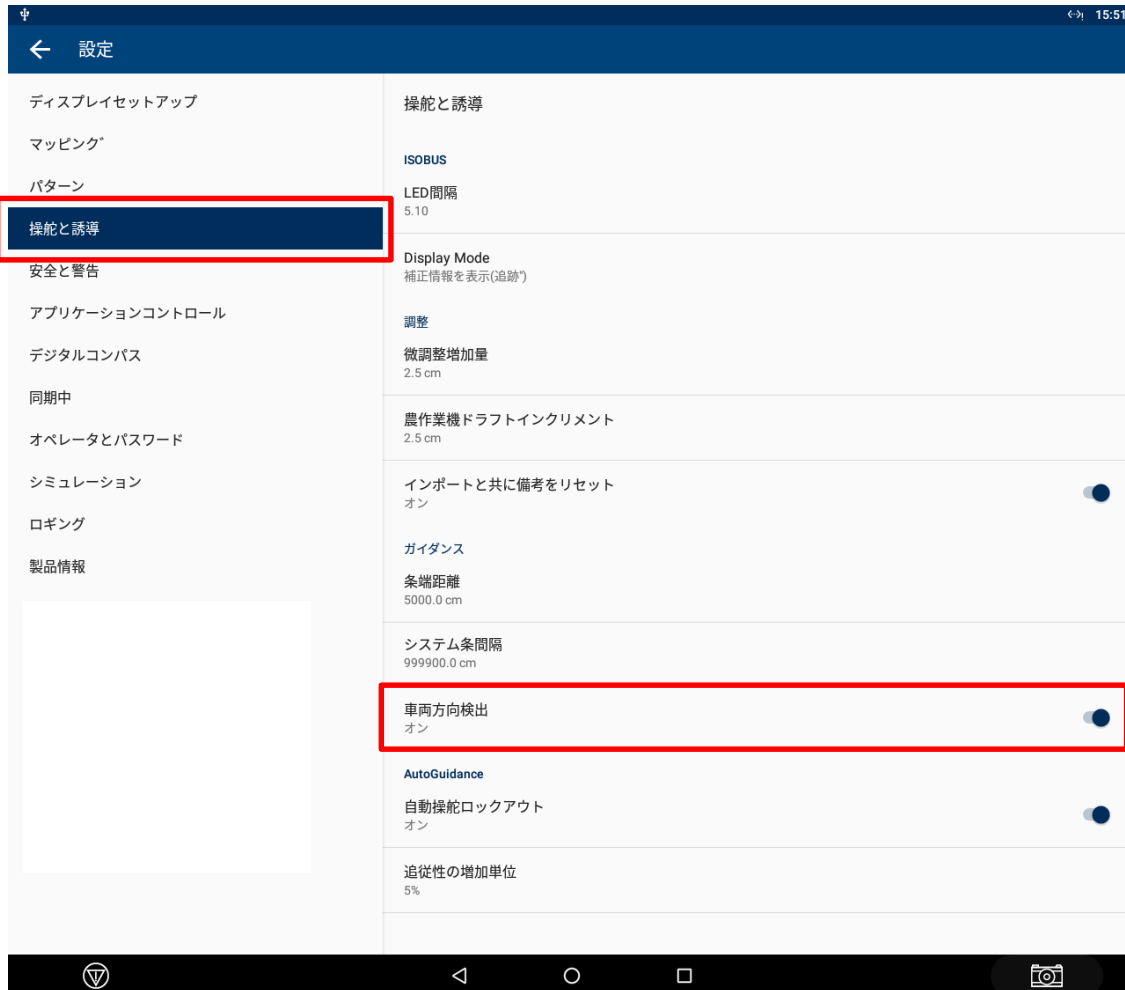 15:51
設定
ディスプレイセットアップ
マッピング
パターン
操舵と誘導
安全と警告
アプリケーションコントロール
デジタルコンパス
同期中
オペレータとパスワード
シミュレーション
ロギング
製品情報
操舵と誘導
ISOBUS
LED間隔
5.10
Display Mode
補正情報を表示(追跡")
調整
微調整増加量
2.5 cm
農作業機ドラフトインクリメント
2.5 cm
インポートと共に備考をリセット
オン
ガイダンス
条端距離
5000.0 cm
システム条間隔
999900.0 cm
車両方向検出
オン
AutoGuidance
自動操舵ロックアウト
オン
追従性の増加単位
5%